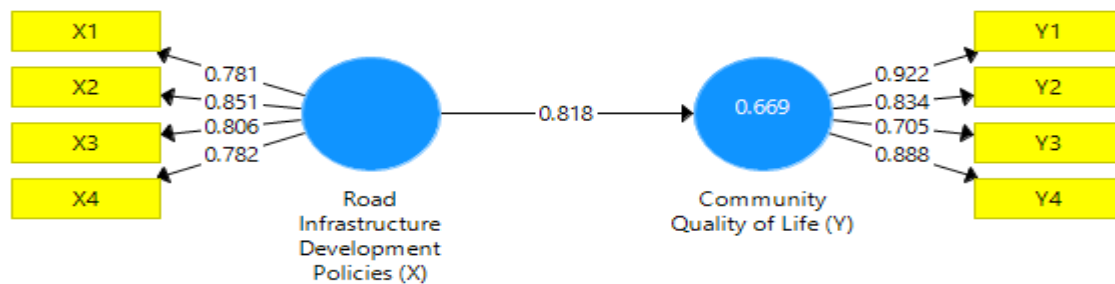 X1
X2
X3
X4
0.781
0.851
0.806
0.782
Road
Infrastructure
Development
Policies (X)
0.818
0.669
Community
Quality of Life (Y)
0.922
0.834
0.705
0.888
Y1
Y2
Y3
Y4